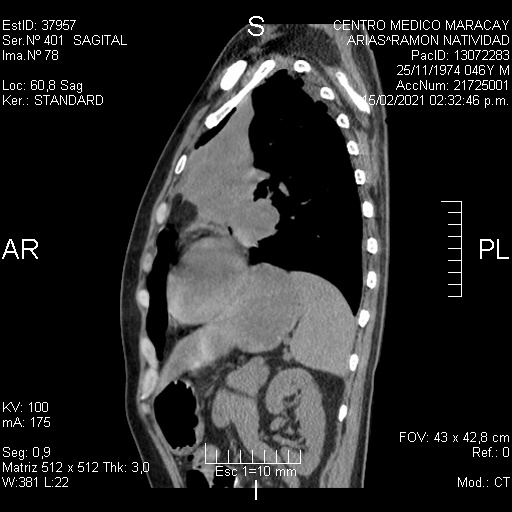 EstID: 37957
Ser.Nº 401 SAGITAL
Ima.Nº 78
Loc: 60,8 Sag
Ker.: STANDARD
S
CENTRO MEDICO MARACAY
ARIAS^RAMON NATIVIDAD
PacID: 13072283
25/11/1974 046Y M
AccNum: 21725001
15/02/2021 02:32:46 p.m.
AR
PL
KV: 100
mA: 175
Seg: 0,9
Matriz 512 x 512 Thk: 3,0
W:381 L:22
Esc 1=10 mm
I
FOV: 43 x 42,8 cm
Ref.: 0
Mod.: CT